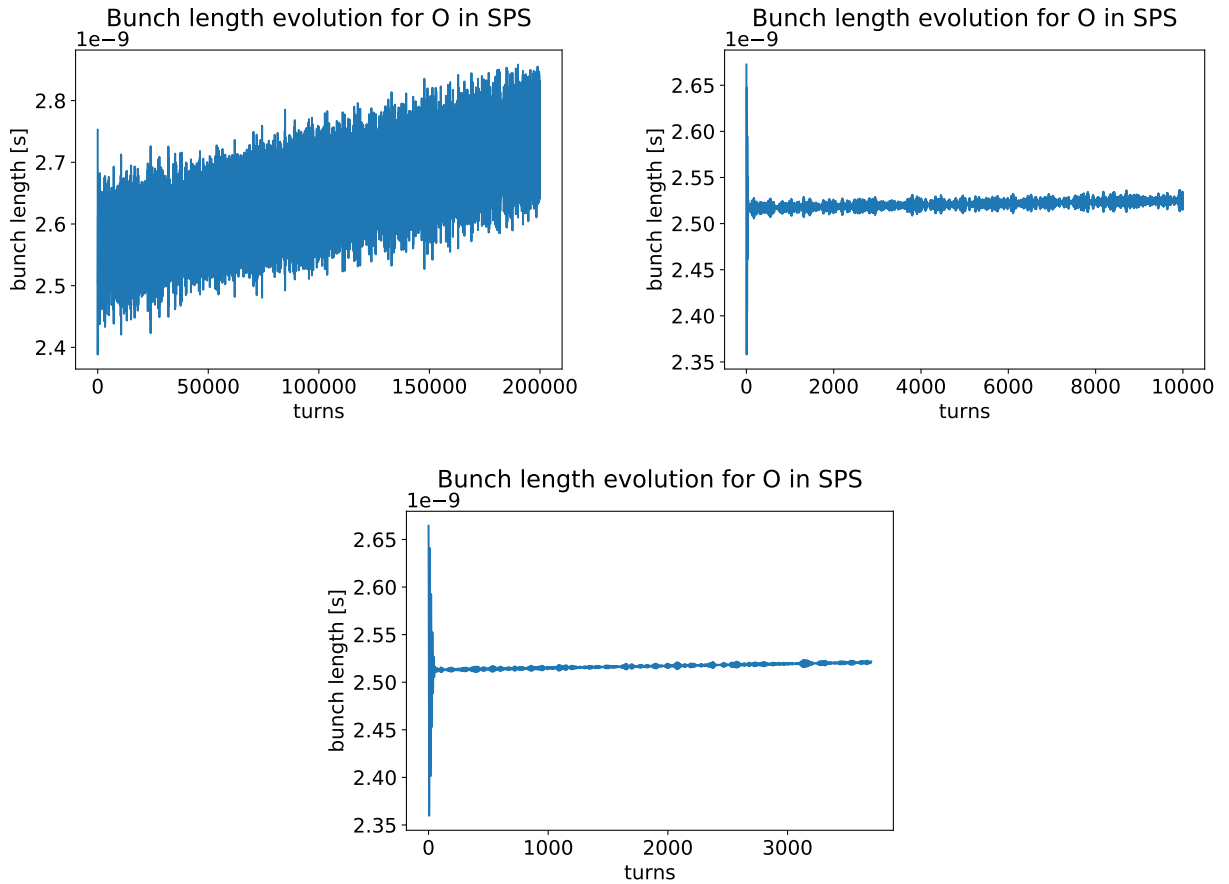 Bunch length evolution for O in SPS
1e−9
2.8
2.7
2.6
2.5
2.4
bunch length [s]
0 50000 100000 150000 200000
turns
Bunch length evolution for O in SPS
1e−9
2.65
2.60
2.55
2.50
2.45
2.40
2.35
bunch length [s]
0 2000 4000 6000 8000 10000
turns
Bunch length evolution for O in SPS
1e−9
2.65
2.60
2.55
2.50
2.45
2.40
2.35
bunch length [s]
0 1000 2000 3000
turns